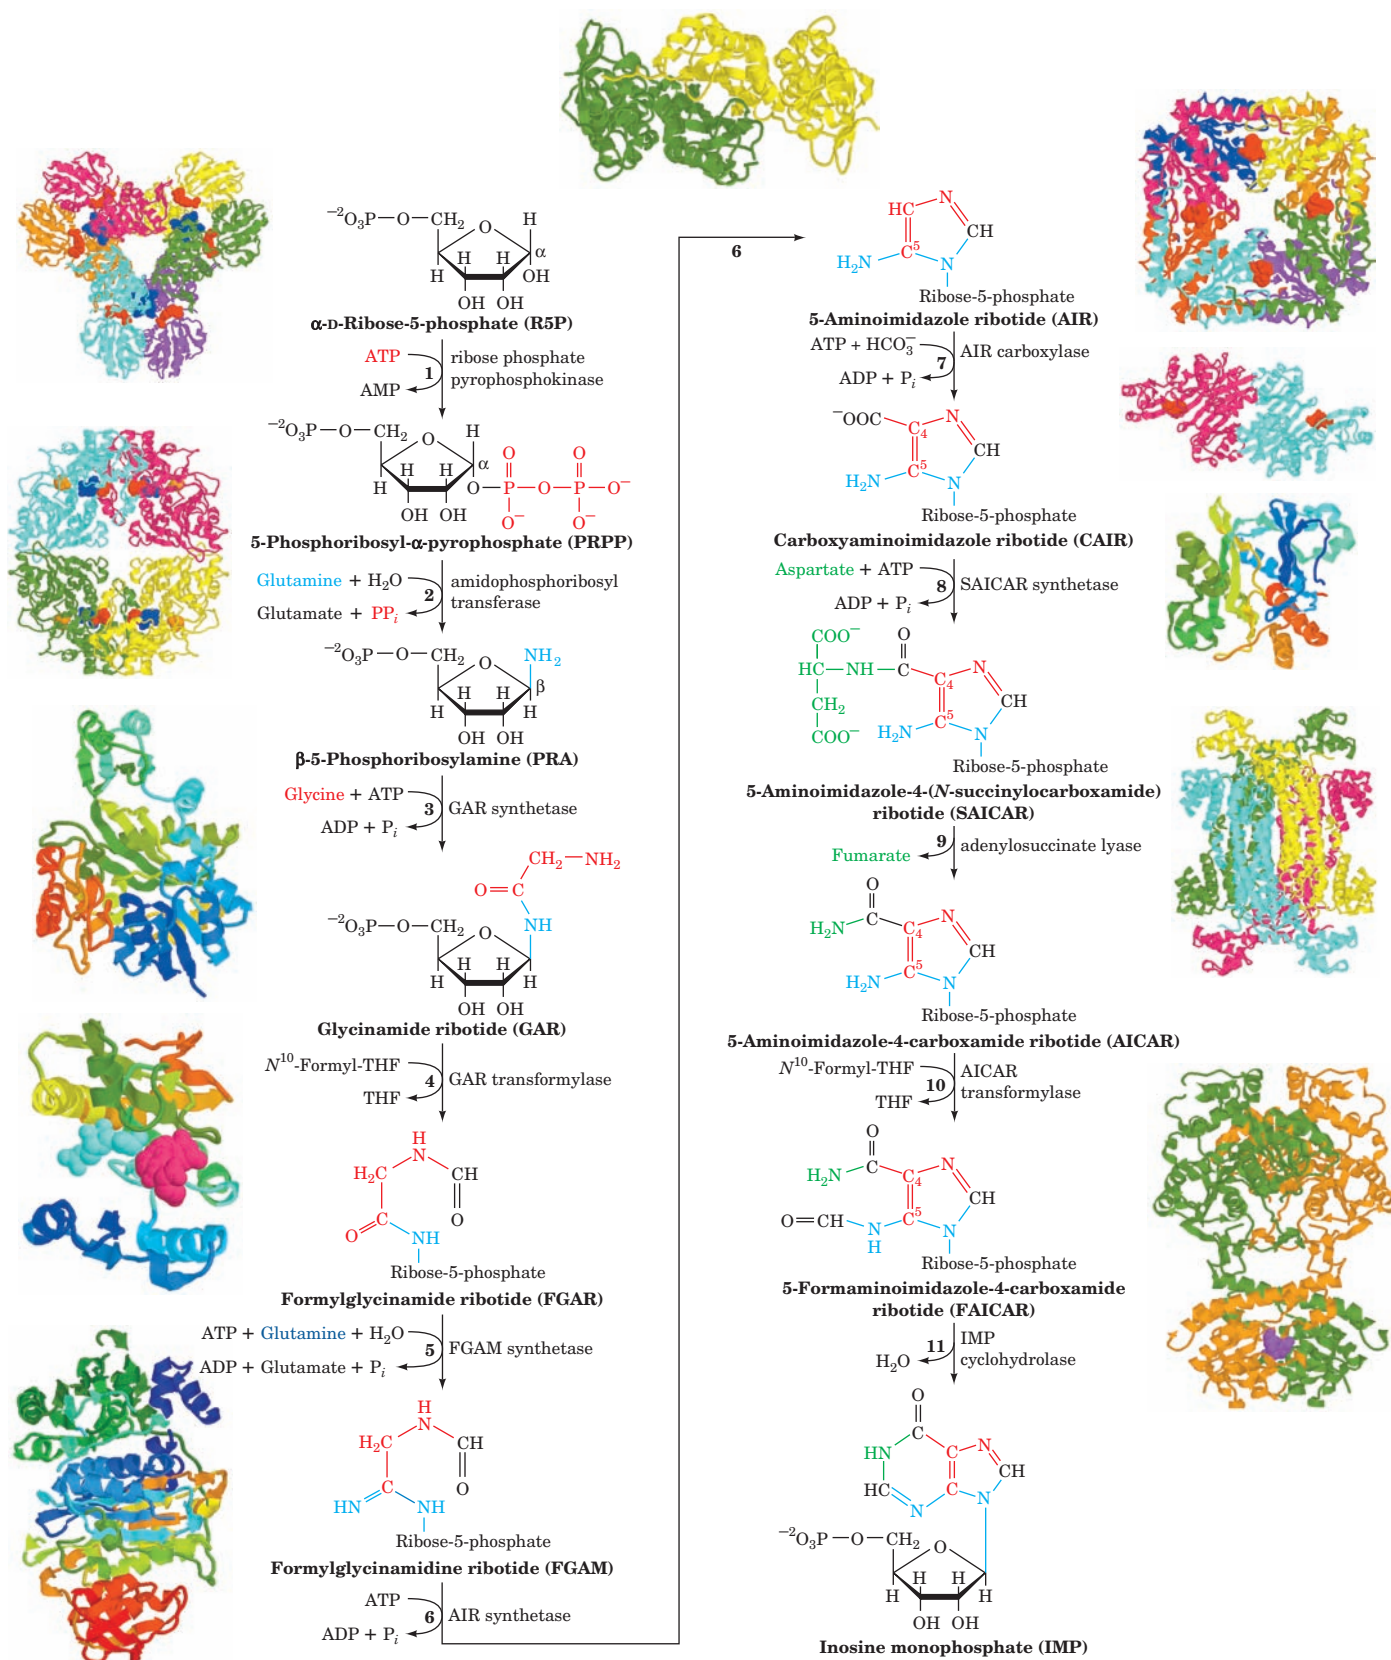 ⁻²O₃P—O—CH₂
O
H
α
H
H
H
OH
OH OH
α-D-Ribose-5-phosphate (R5P)
ATP
ribose phosphate
1
pyrophosphokinase
AMP
⁻²O₃P—O—CH₂
O
H
α
O
O
H
H
H
O—P—O—P—O⁻
OH OH
O⁻
O⁻
5-Phosphoribosyl-α-pyrophosphate (PRPP)
Glutamine + H₂O
amidophosphoribosyl
2
transferase
Glutamate + PPᵢ
⁻²O₃P—O—CH₂
O
NH₂
β
H
H
H
H
OH OH
β-5-Phosphoribosylamine (PRA)
Glycine + ATP
3
GAR synthetase
ADP + Pᵢ
CH₂—NH₂
O=C
NH
⁻²O₃P—O—CH₂
O
H
H
H
H
OH OH
Glycinamide ribotide (GAR)
N¹⁰-Formyl-THF
4
GAR transformylase
THF
H
N
H₂C
CH
C
O
O
NH
Ribose-5-phosphate
Formylglycinamide ribotide (FGAR)
ATP + Glutamine + H₂O
5
FGAM synthetase
ADP + Glutamate + Pᵢ
H
N
H₂C
CH
C
O
HN
NH
Ribose-5-phosphate
Formylglycinamidine ribotide (FGAM)
ATP
6
AIR synthetase
ADP + Pᵢ
6
HC
N
CH
C⁵
H₂N
N
Ribose-5-phosphate
5-Aminoimidazole ribotide (AIR)
ATP + HCO₃⁻
7
AIR carboxylase
ADP + Pᵢ
⁻OOC
C₄
N
CH
C⁵
H₂N
N
Ribose-5-phosphate
Carboxyaminoimidazole ribotide (CAIR)
Aspartate + ATP
8
SAICAR synthetase
ADP + Pᵢ
COO⁻
O
HC—NH—C
C₄
N
CH₂
CH
C⁵
COO⁻
H₂N
N
Ribose-5-phosphate
5-Aminoimidazole-4-(N-succinylocarboxamide)
ribotide (SAICAR)
9
adenylosuccinate lyase
Fumarate
O
C
N
H₂N
C₄
CH
C⁵
H₂N
N
Ribose-5-phosphate
5-Aminoimidazole-4-carboxamide ribotide (AICAR)
N¹⁰-Formyl-THF
AICAR
10
transformylase
THF
O
C
N
H₂N
C₄
CH
C⁵
O=CH
N
N
H
Ribose-5-phosphate
5-Formaminoimidazole-4-carboxamide
ribotide (FAICAR)
11
IMP
cyclohydrolase
H₂O
O
C
N
HN
C
CH
HC
C
N
N
⁻²O₃P—O—CH₂
O
H
H
H
H
OH OH
Inosine monophosphate (IMP)